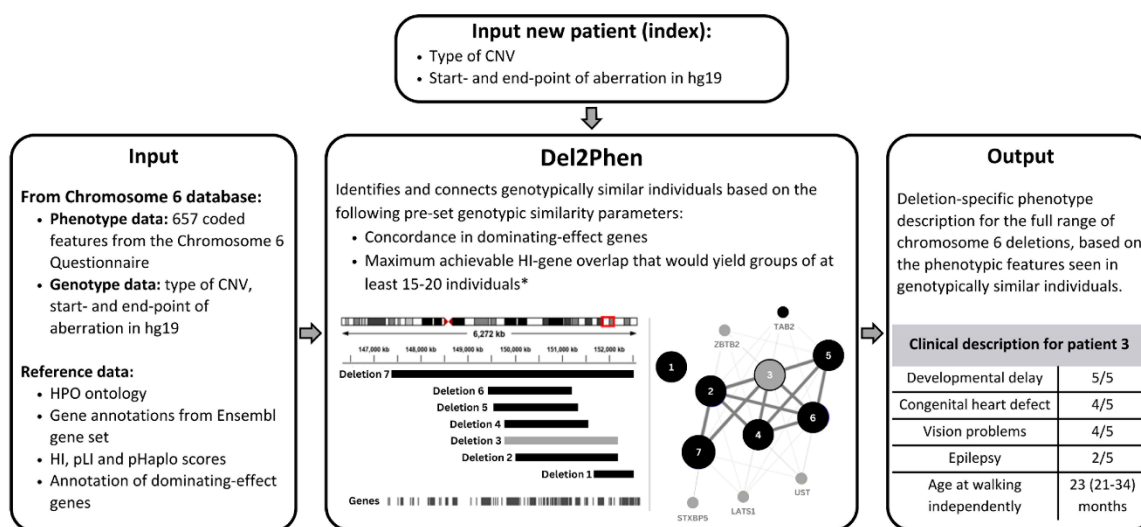 Input new patient (index):
• Type of CNV
• Start- and end-point of aberration in hg19
Input
From Chromosome 6 database:
• Phenotype data: 657 coded
features from the Chromosome 6
Questionnaire
• Genotype data: type of CNV,
start- and end-point of
aberration in hg19
Reference data:
• HPO ontology
• Gene annotations from Ensembl
gene set
• HI, pLI and pHaplo scores
• Annotation of dominating-effect
genes
Del2Phen
Identifies and connects genotypically similar individuals based on the
following pre-set genotypic similarity parameters:
• Concordance in dominating-effect genes
• Maximum achievable HI-gene overlap that would yield groups of
at least 15-20 individuals*
6,272 kb
147,000 kb 148,000 kb 149,000 kb 150,000 kb 151,000 kb 152,000 kb
Deletion 7
Deletion 6
Deletion 5
Deletion 4
Deletion 3
Deletion 2
Deletion 1
Genes
TAB2
ZBTB2
1
3
5
2
6
4
7
UST
LATS1
STXBP5
Output
Deletion-specific phenotype
description for the full range of
chromosome 6 deletions, based on
the phenotypic features seen in
genotypically similar individuals.
Clinical description for patient 3
Developmental delay 5/5
Congenital heart defect 4/5
Vision problems 4/5
Epilepsy 2/5
Age at walking 23 (21-34)
independently months